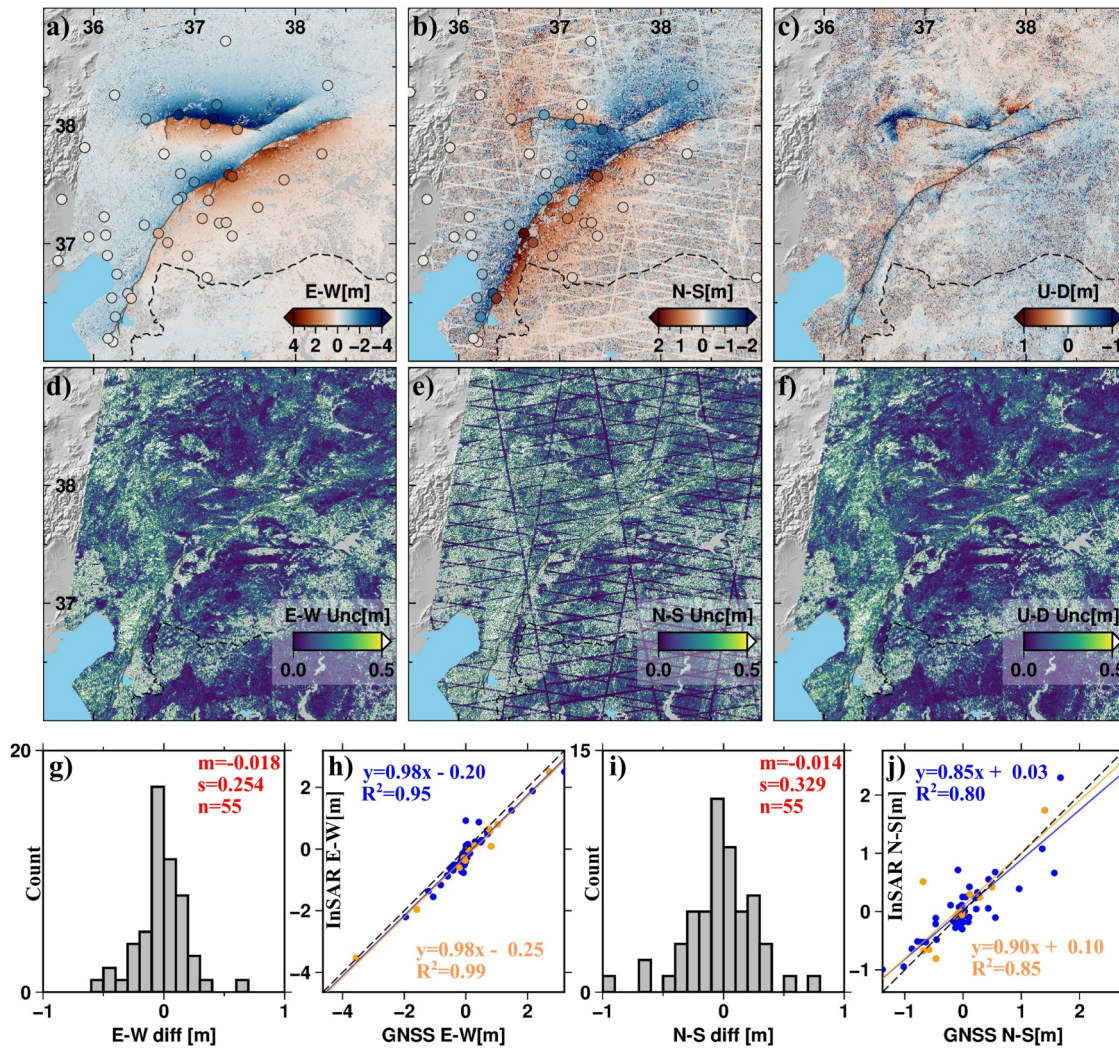 a) 36 37 38
b) 37 38
c) 37 38
38
37
E-W[m]
4 2 0 −2 −4
N-S[m]
2 1 0 −1 −2
U-D[m]
1 0 −1
d)
e)
f)
38
37
E-W Unc[m]
0.0 0.5
N-S Unc[m]
0.0 0.5
U-D Unc[m]
0.0 0.5
g)
m=-0.018
s=0.254
n=55
20
0
Count
−1 0 1
E-W diff [m]
h)
y=0.98x - 0.20
R²=0.95
y=0.98x - 0.25
R²=0.99
2
0
−2
−4
InSAR E-W[m]
−4 −2 0 2
GNSS E-W[m]
i)
m=-0.014
s=0.329
n=55
15
0
Count
−1 0 1
N-S diff [m]
j)
y=0.85x + 0.03
R²=0.80
y=0.90x + 0.10
R²=0.85
2
1
0
−1
InSAR N-S[m]
−1 0 1 2
GNSS N-S[m]